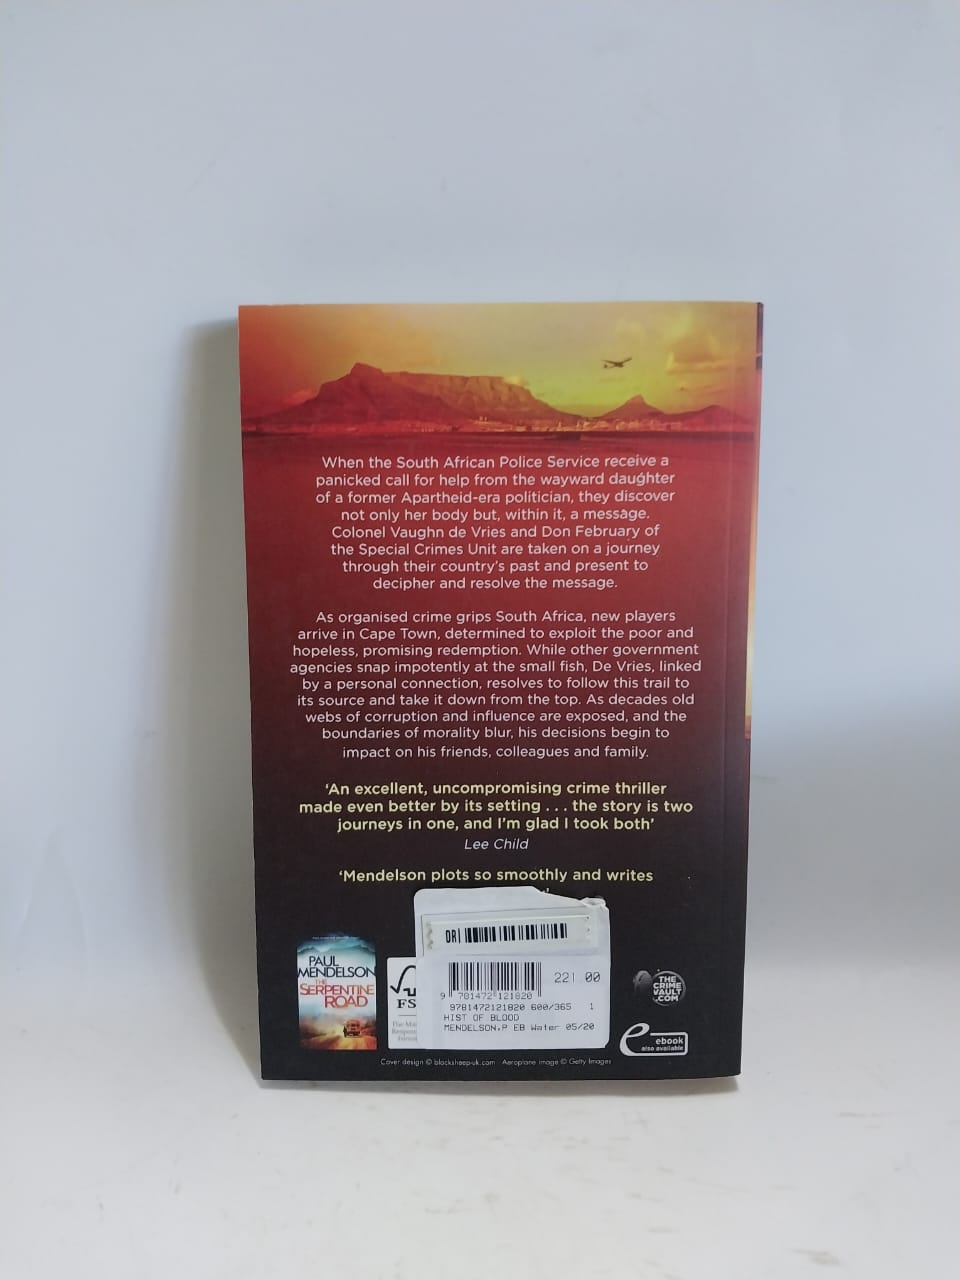 When the South African Police Service receive a
panicked call for help from the wayward daughter
of a former Apartheid-era politician, they discover
not only her body but, within it, a message.
Colonel Vaughn de Vries and Don February of
the Special Crimes Unit are taken on a journey
through their country's past and present to
decipher and resolve the message.
As organised crime grips South Africa, new players
arrive in Cape Town, determined to exploit the poor and
hopeless, promising redemption. While other government
agencies snap impotently at the small fish, De Vries, linked
by a personal connection, resolves to follow this trail to
its source and take it down from the top. As decades old
webs of corruption and influence are exposed, and the
boundaries of morality blur, his decisions begin to
impact on his friends, colleagues and family.
'An excellent, uncompromising crime thriller
made even better by its setting . . . the story is two
journeys in one, and I'm glad I took both'
Lee Child
'Mendelson plots so smoothly and writes
PAUL
MENDELSON
THE
SERPENTINE
ROAD
FS
The
DRI
221 00
9 781472 121820
9781472121820 600/365 1
HIST OF BLOOD
MENDELSON,P EB Water 05/20
THE
CRIME
VAULT
.COM
ebook
also available
Cover design © blacksheep-uk.com Aeroplane image © Getty Images